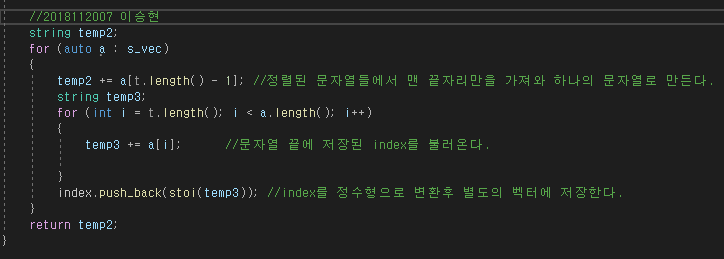 //2018112007 이승현
string temp2;
for (auto a : s_vec)
{
temp2 += a[t.length() - 1]; //정렬된 문자열들에서 맨 끝자리만을 가져와 하나의 문자열로 만든다.
string temp3;
for (int i = t.length(); i < a.length(); i++)
{
temp3 += a[i]; //문자열 끝에 저장된 index를 불러온다.
}
index.push_back(stoi(temp3)); //index를 정수형으로 변환후 별도의 벡터에 저장한다.
}
return temp2;
}